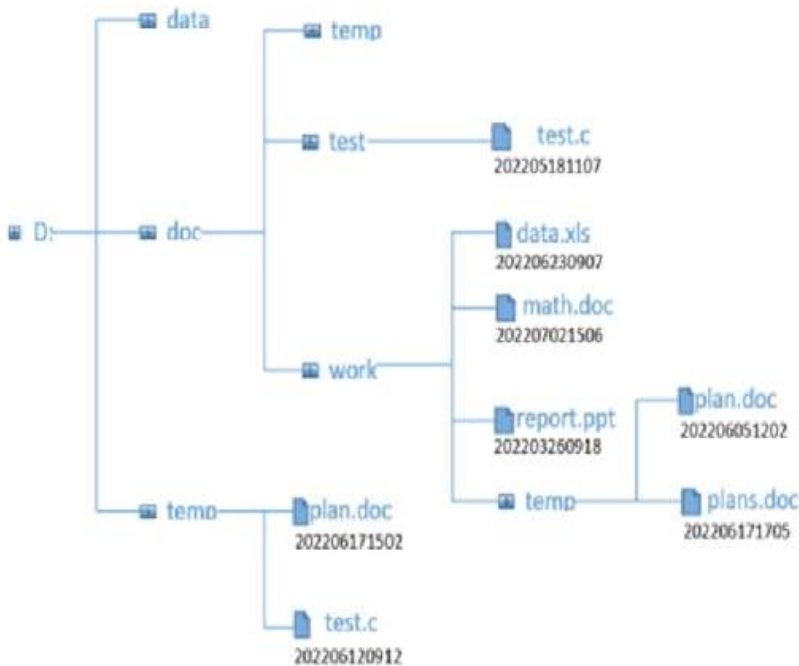 data
temp
test
test.c
202205181107
D:
doc
data.xls
202206230907
math.doc
202207021506
work
plan.doc
202206051202
report.ppt
202203260918
temp
plans.doc
202206171705
temp
plan.doc
202206171502
test.c
202206120912